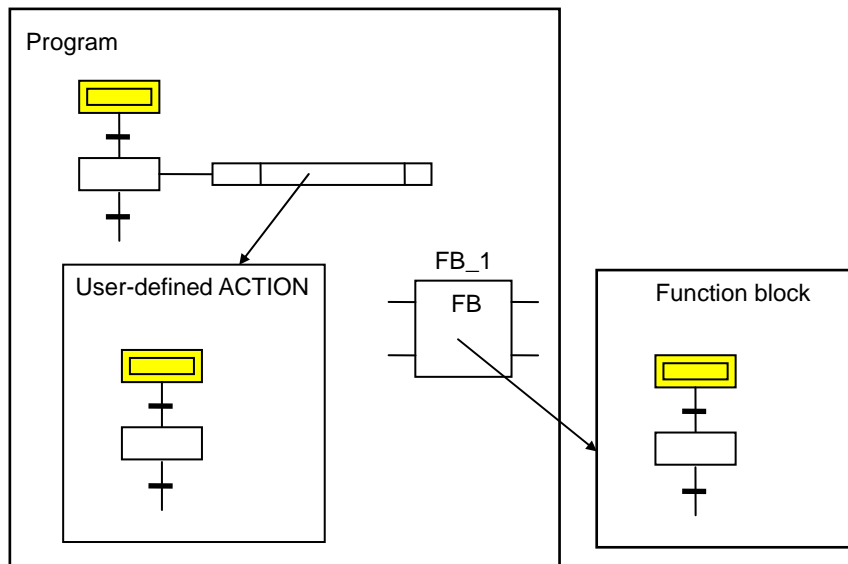 Program
User-defined ACTION
FB_1
FB
Function block